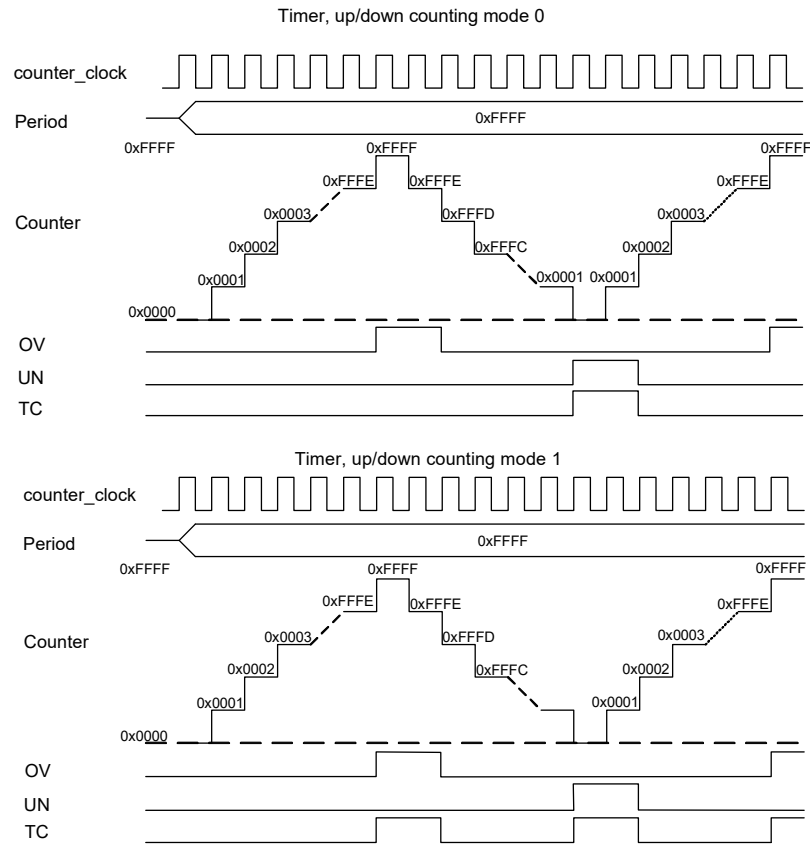 Timer, up/down counting mode 0
counter_clock
Period
0xFFFF
0xFFFF
0xFFFF
0xFFFF
0xFFFE
0xFFFE
0xFFFE
Counter
0x0003
0xFFFD
0x0003
0x0002
0xFFFC
0x0002
0x0001
0x0001
0x0001
0x0000
OV
UN
TC
Timer, up/down counting mode 1
counter_clock
Period
0xFFFF
0xFFFF
0xFFFF
0xFFFF
0xFFFE
0xFFFE
0xFFFE
Counter
0x0003
0xFFFD
0x0003
0x0002
0xFFFC
0x0002
0x0001
0x0001
0x0000
OV
UN
TC